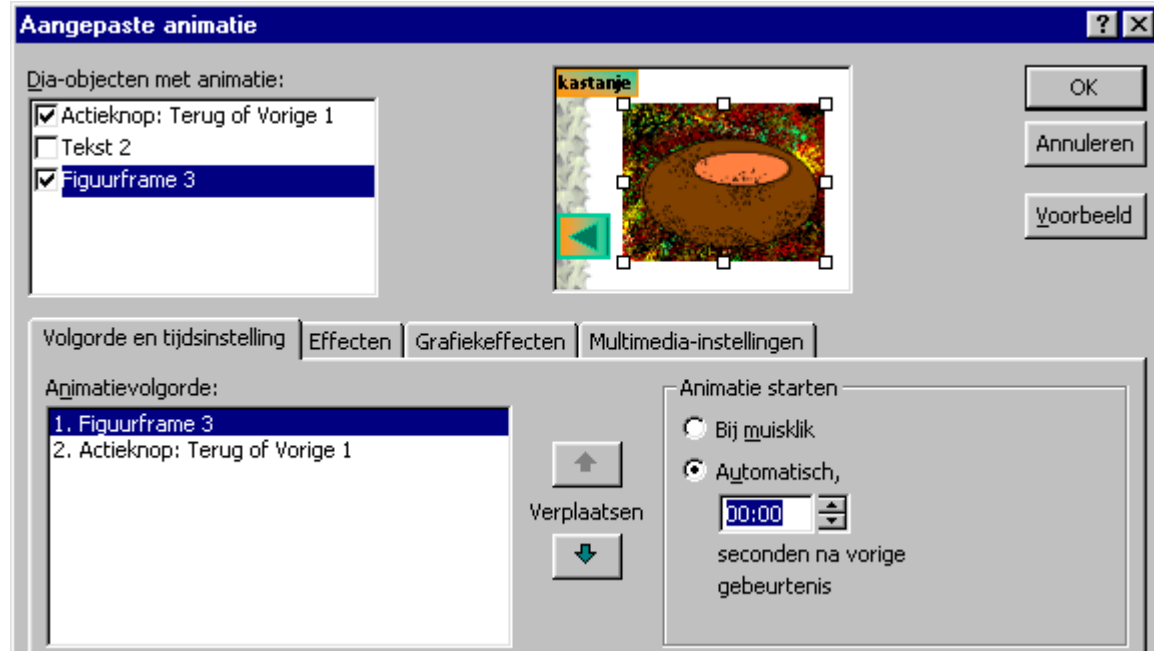 Aangepaste animatie
Dia-objecten met animatie:
Actieknop: Terug of Vorige 1
Tekst 2
Figuurframe 3
kastanje
OK
Annuleren
Voorbeeld
Volgorde en tijdsinstelling
Effecten
Grafiekeffecten
Multimedia-instellingen
Animatievolgorde:
1. Figuurframe 3
2. Actieknop: Terug of Vorige 1
Verplaatsen
Animatie starten
Bij muisklik
Automatisch,
00:00
seconden na vorige
gebeurtenis